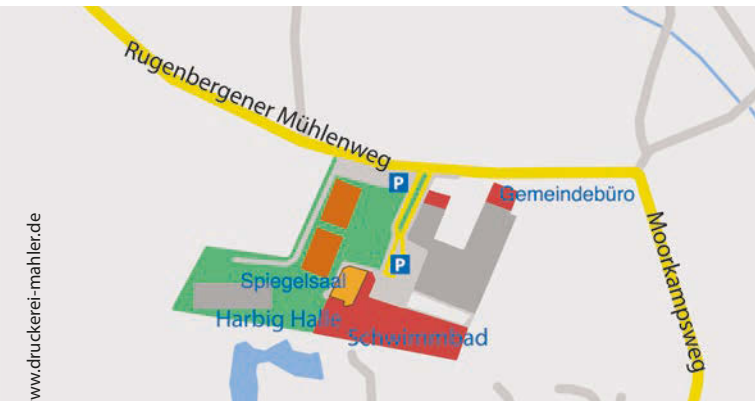 Rugenbergener Mühlenweg
P
Gemeindebüro
Moorkampsweg
P
Spiegelsaal
Harbig Halle
Schwimmbad
www.druckerei-mahler.de